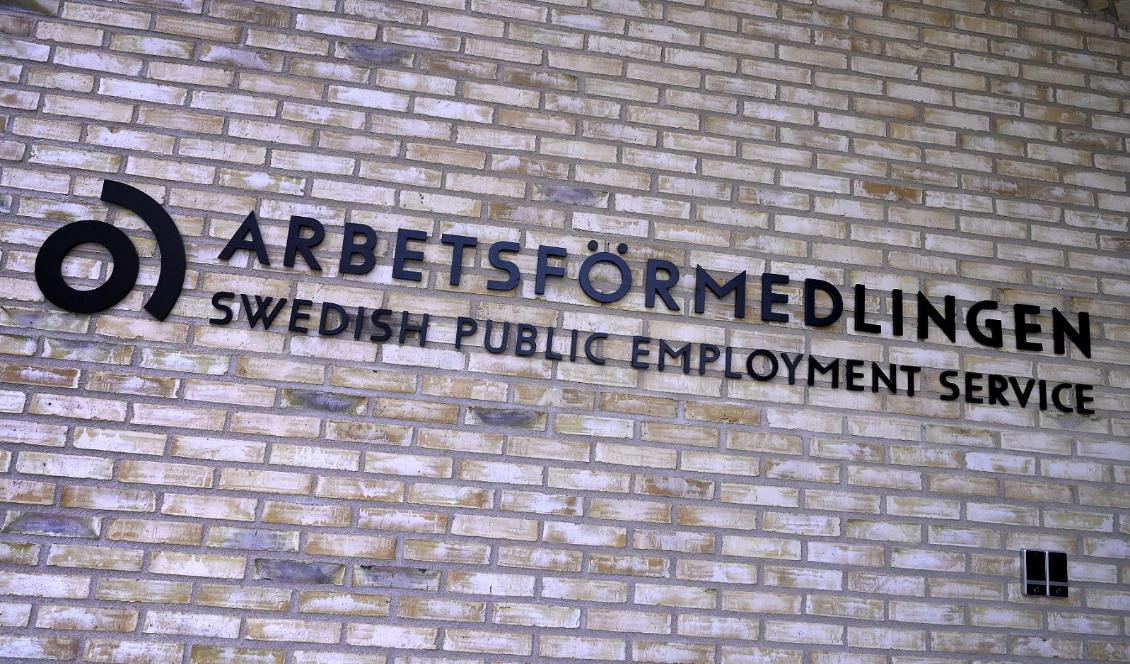 ARBETSFÖRMEDLINGEN
SWEDISH PUBLIC EMPLOYMENT SERVICE